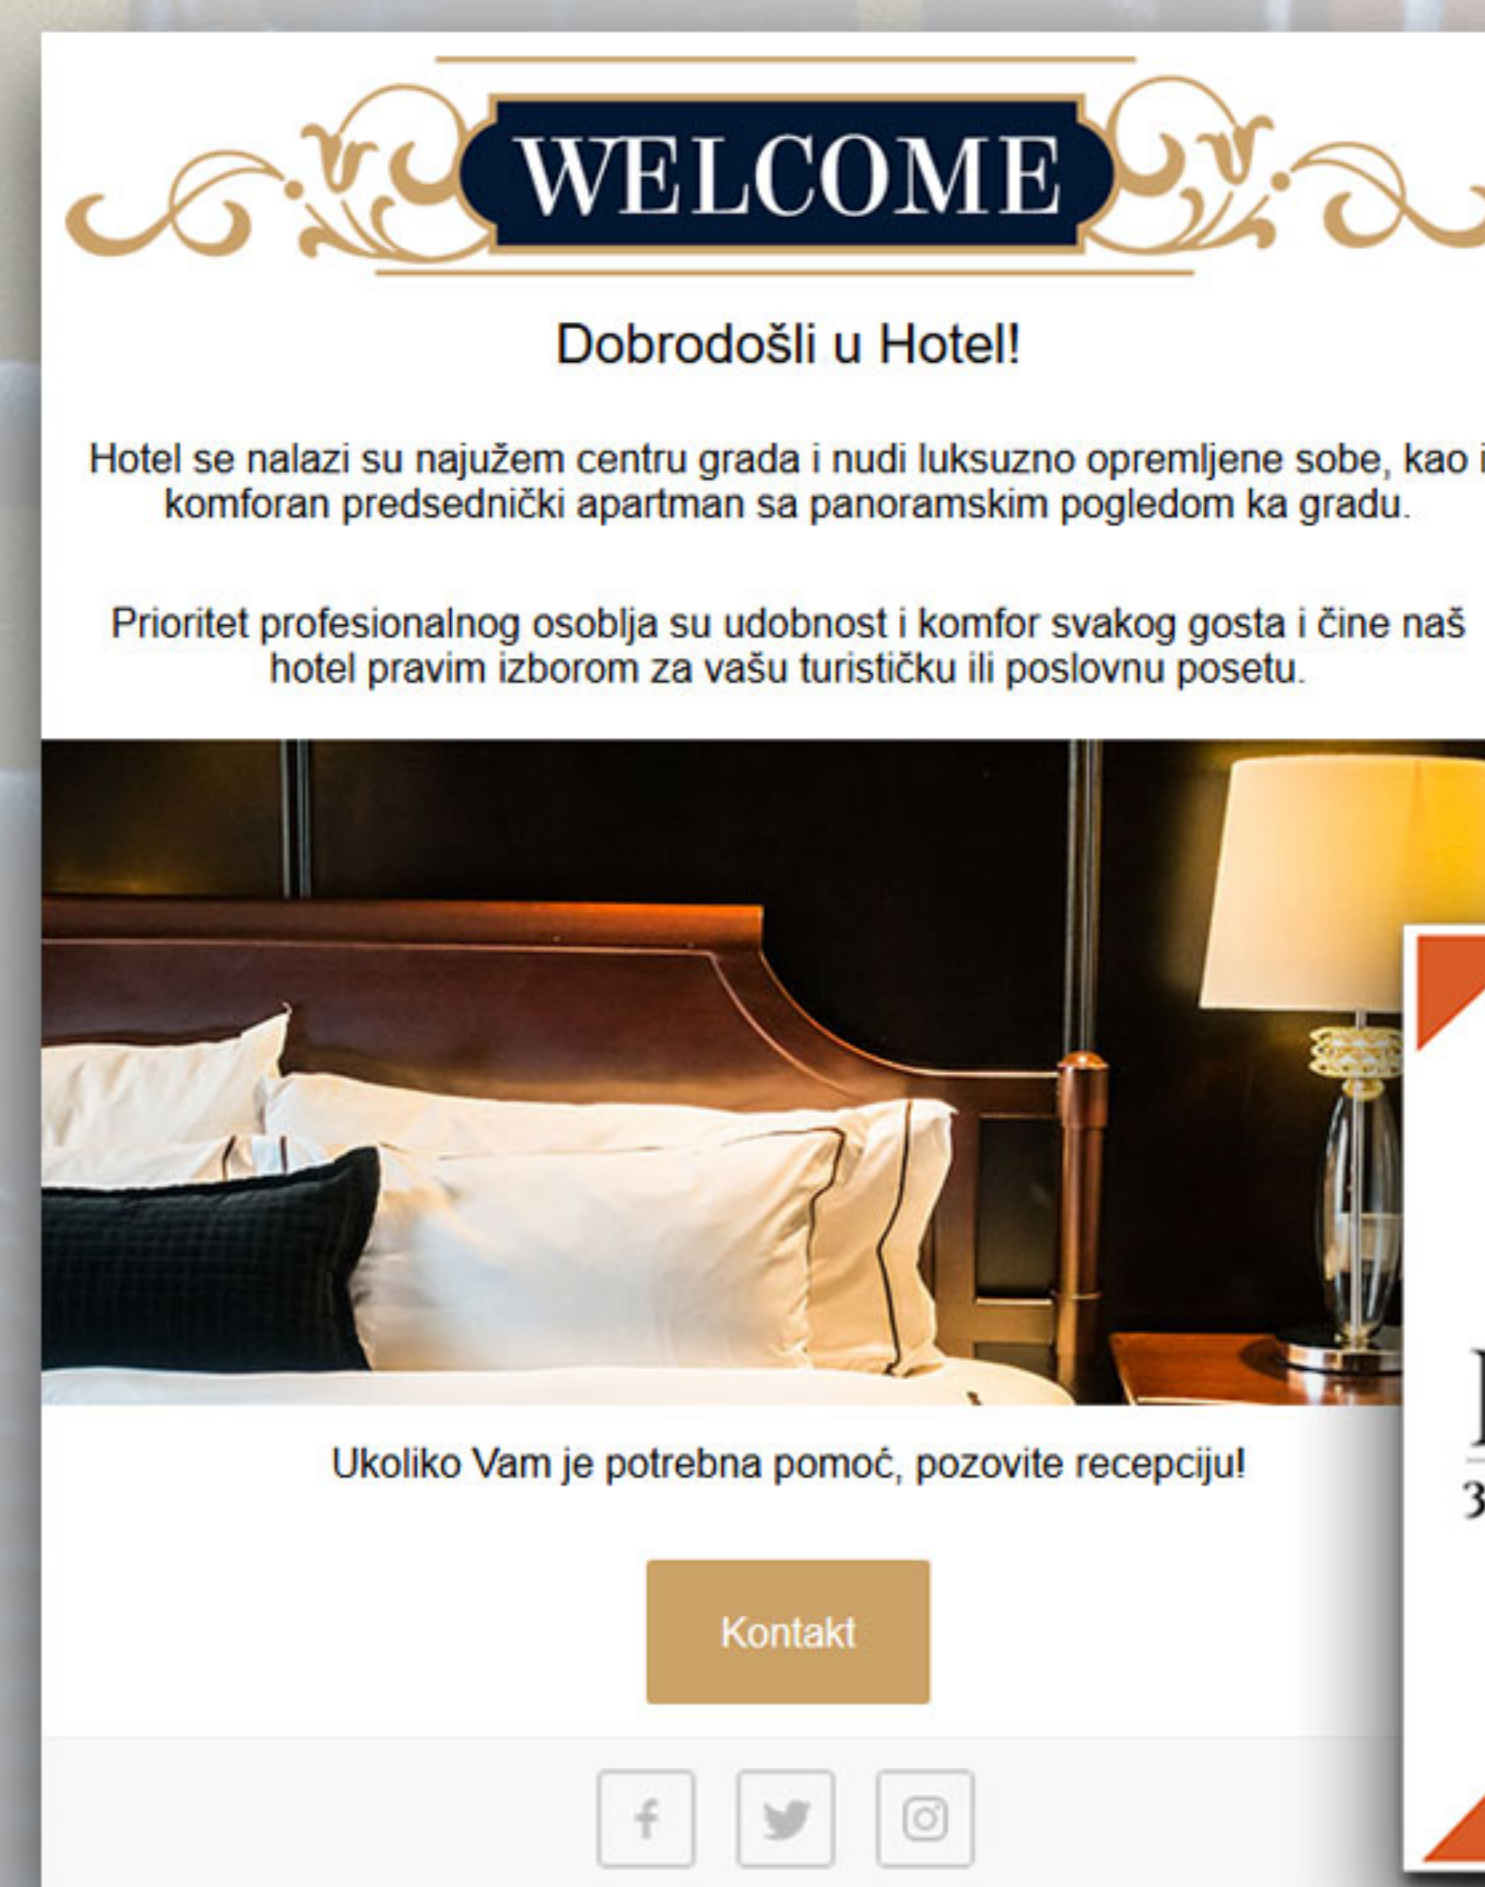 WELCOME
Dobrodošli u Hotel!
Hotel se nalazi su najužem centru grada i nudi luksuzno opremljene sobe, kao i
komforan predsednički apartman sa panoramskim pogledom ka gradu.
Prioritet profesionalnog osoblja su udobnost i komfor svakog gosta i čine naš
hotel pravim izborom za vašu turističku ili poslovnu posetu.
Ukoliko Vam je potrebna pomoć, pozovite recepciju!
Kontakt